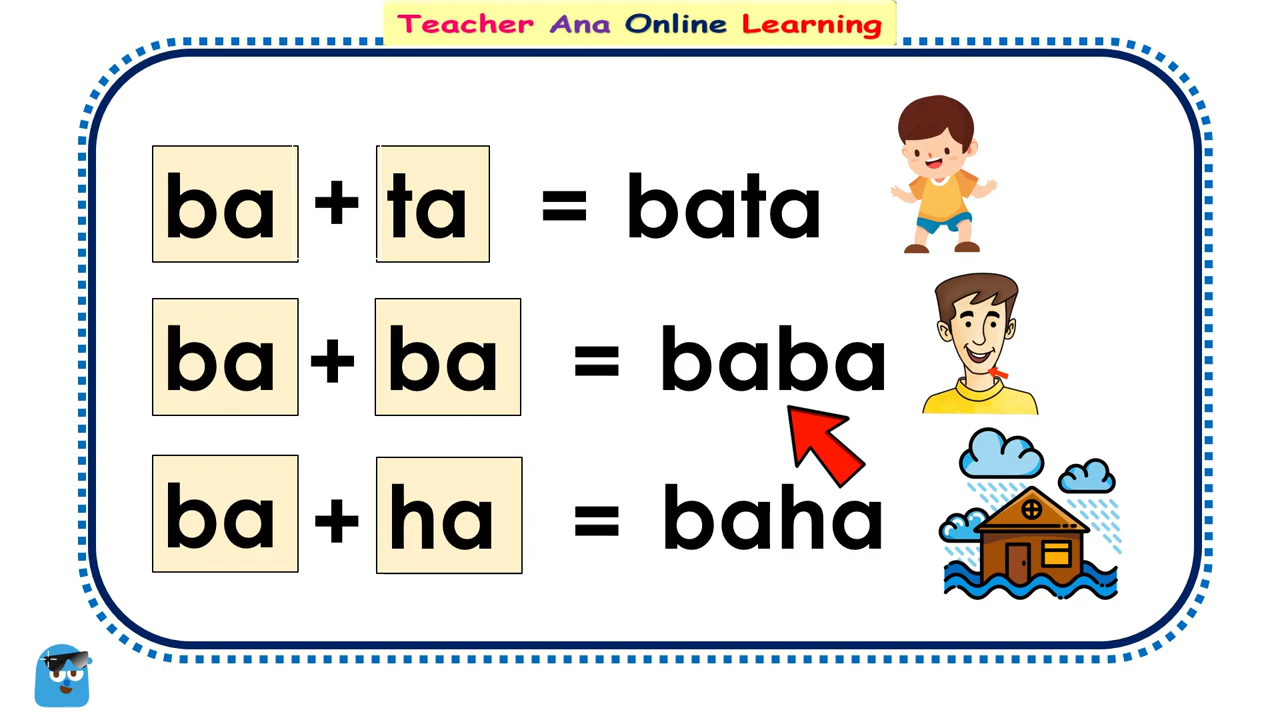 Teacher Ana Online Learning
ba + ta = bata
ba + ba = baba
ba + ha = baha